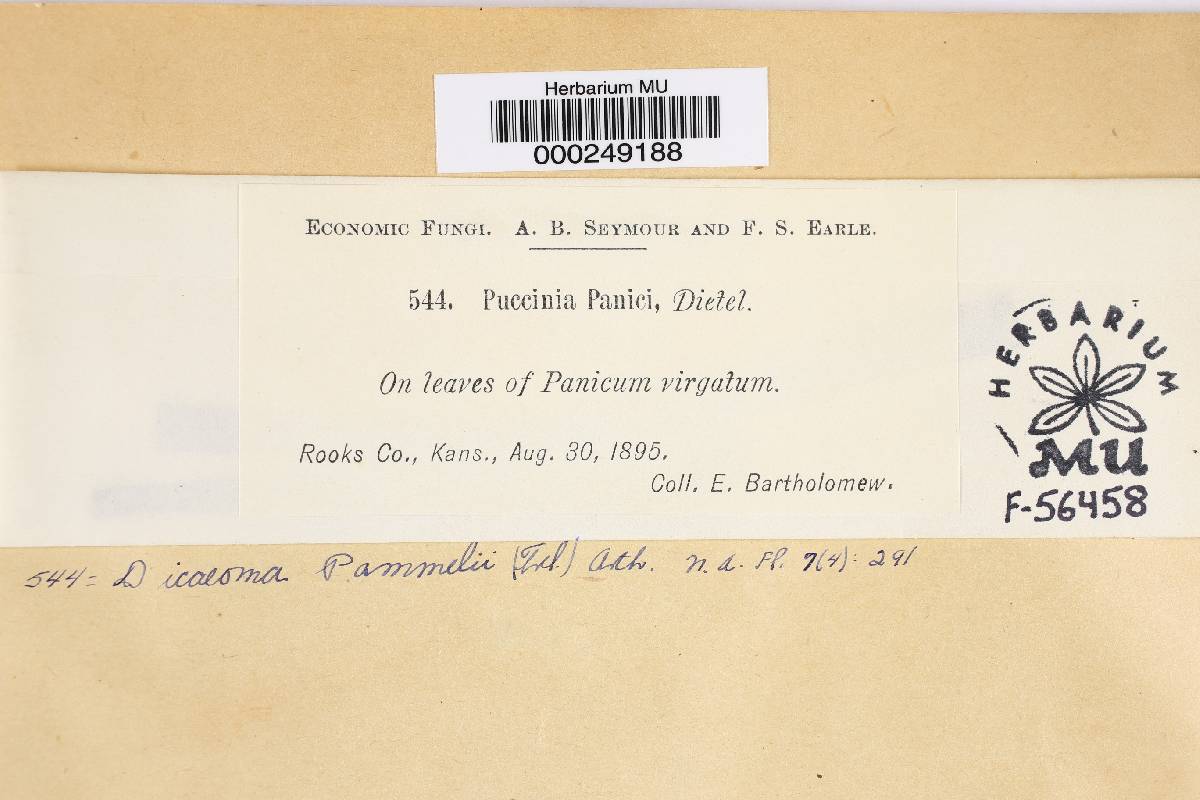 Herbarium MU
000249188
ECONOMIC FUNGI. A. B. SEYMOUR AND F. S. EARLE.
544. Puccinia Panici, Dietel.
On leaves of Panicum virgatum.
Rooks Co., Kans., Aug. 30, 1895.
Coll. E. Bartholomew.
HERBARIUM
MU
F-56458
544 = Dicaeoma Pammelii (Trel.) Arth. N. A. Fl. 7(4): 291